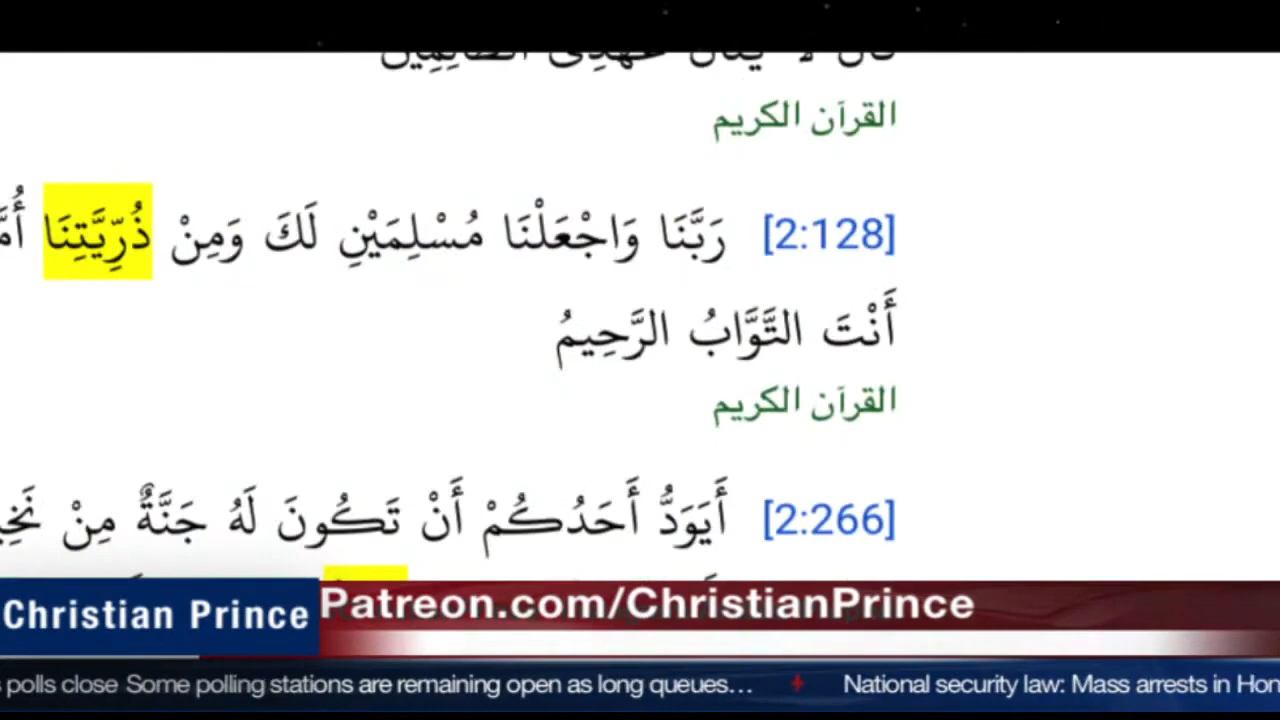 القرآن الكريم
[2:128] رَبَّنَا وَاجْعَلْنَا مُسْلِمَيْنِ لَكَ وَمِنْ ذُرِّيَّتِنَا
أَنْتَ التَّوَّابُ الرَّحِيمُ
القرآن الكريم
[2:266] أَيَوَدُّ أَحَدُكُمْ أَنْ تَكُونَ لَهُ جَنَّةٌ مِنْ
Christian Prince
Patreon.com/ChristianPrince
polls close Some polling stations are remaining open as long queues... National security law: Mass arrests in